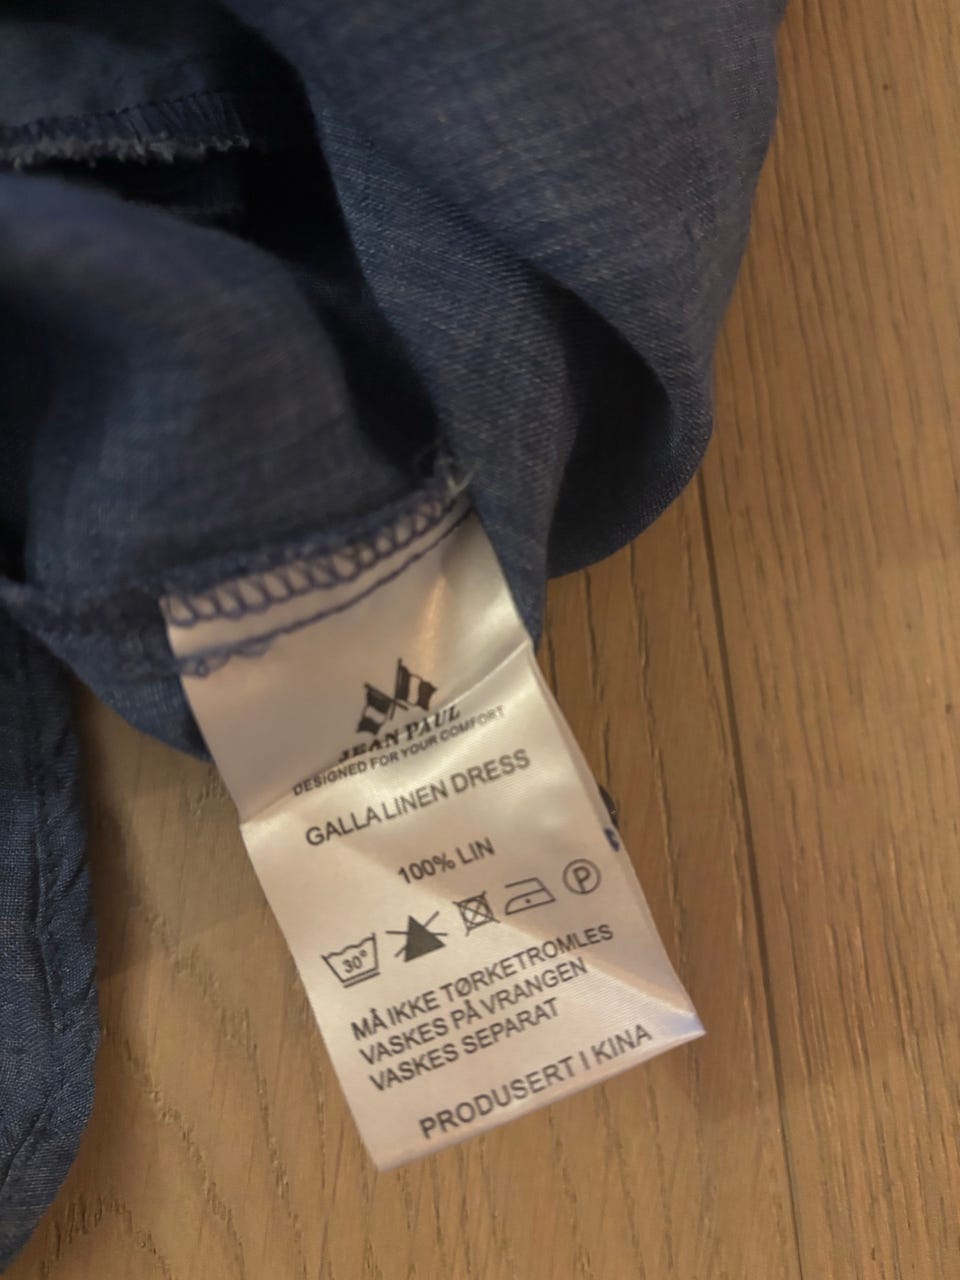 JEAN PAUL
DESIGNED FOR YOUR COMFORT
GALLA LINEN DRESS
100% LIN
30°
P
MÅ IKKE TØRKETROMLES
VASKES PÅ VRANGEN
VASKES SEPARAT
PRODUSERT I KINA